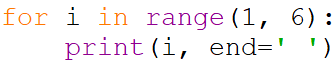 for i in range(1, 6):
    print(i, end=' ')